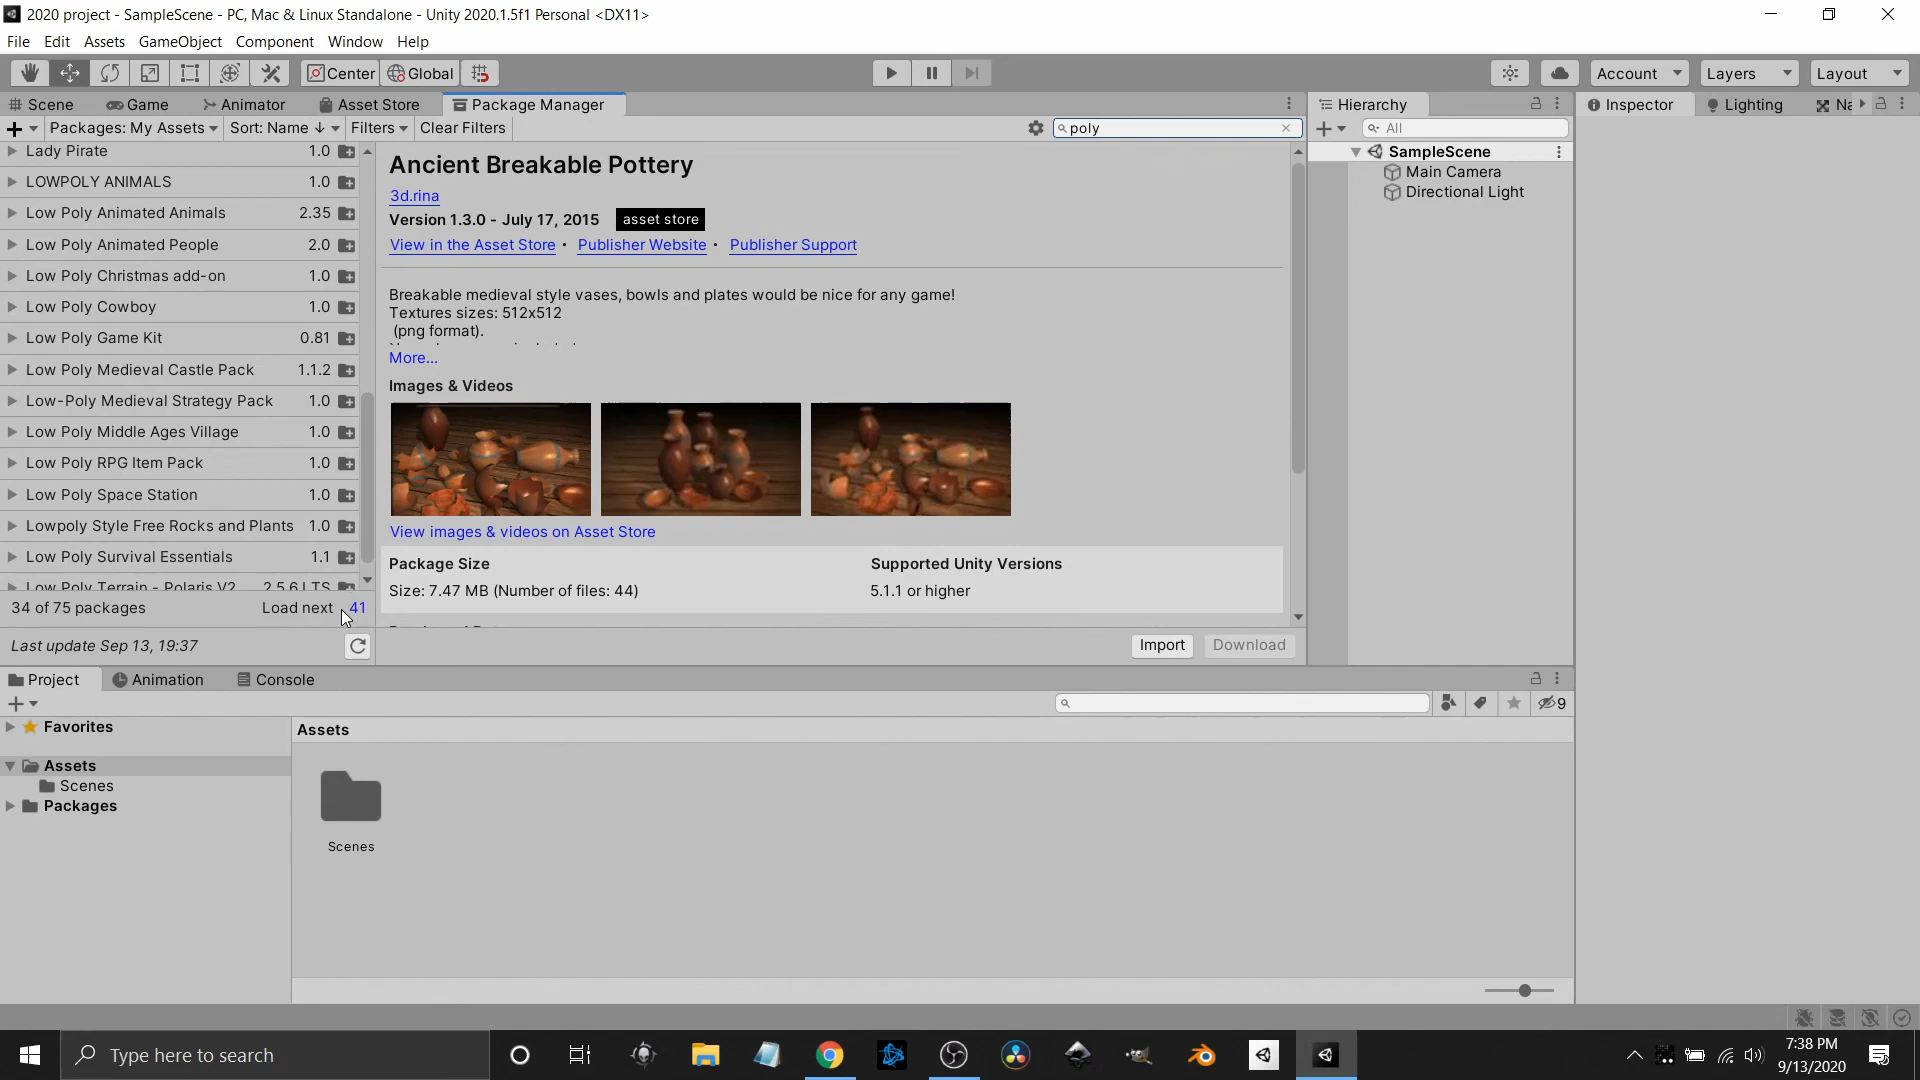 2020 project - SampleScene - PC, Mac & Linux Standalone - Unity 2020.1.5f1 Personal <DX11>
File Edit Assets GameObject Component Window Help
Center Global Account Layers Layout
Scene Game Animator Asset Store Package Manager
Packages: My Assets Sort: Name ↓ Filters Clear Filters poly
Lady Pirate 1.0
LOWPOLY ANIMALS 1.0
Low Poly Animated Animals 2.35
Low Poly Animated People 2.0
Low Poly Christmas add-on 1.0
Low Poly Cowboy 1.0
Low Poly Game Kit 0.81
Low Poly Medieval Castle Pack 1.1.2
Low-Poly Medieval Strategy Pack 1.0
Low Poly Middle Ages Village 1.0
Low Poly RPG Item Pack 1.0
Low Poly Space Station 1.0
Lowpoly Style Free Rocks and Plants 1.0
Low Poly Survival Essentials 1.1
Low Poly Terrain - Polaris V2 2.5.6 LTS
34 of 75 packages Load next 41
Last update Sep 13, 19:37
Ancient Breakable Pottery
3d.rina
Version 1.3.0 - July 17, 2015 asset store
View in the Asset Store • Publisher Website • Publisher Support
Breakable medieval style vases, bowls and plates would be nice for any game!
Textures sizes: 512x512
(png format).
More...
Images & Videos
View images & videos on Asset Store
Package Size Supported Unity Versions
Size: 7.47 MB (Number of files: 44) 5.1.1 or higher
Import Download
Hierarchy
All
SampleScene
Main Camera
Directional Light
Inspector Lighting
Project Animation Console
9
Favorites
Assets
Scenes
Packages
Assets
Scenes
Type here to search
7:38 PM
9/13/2020